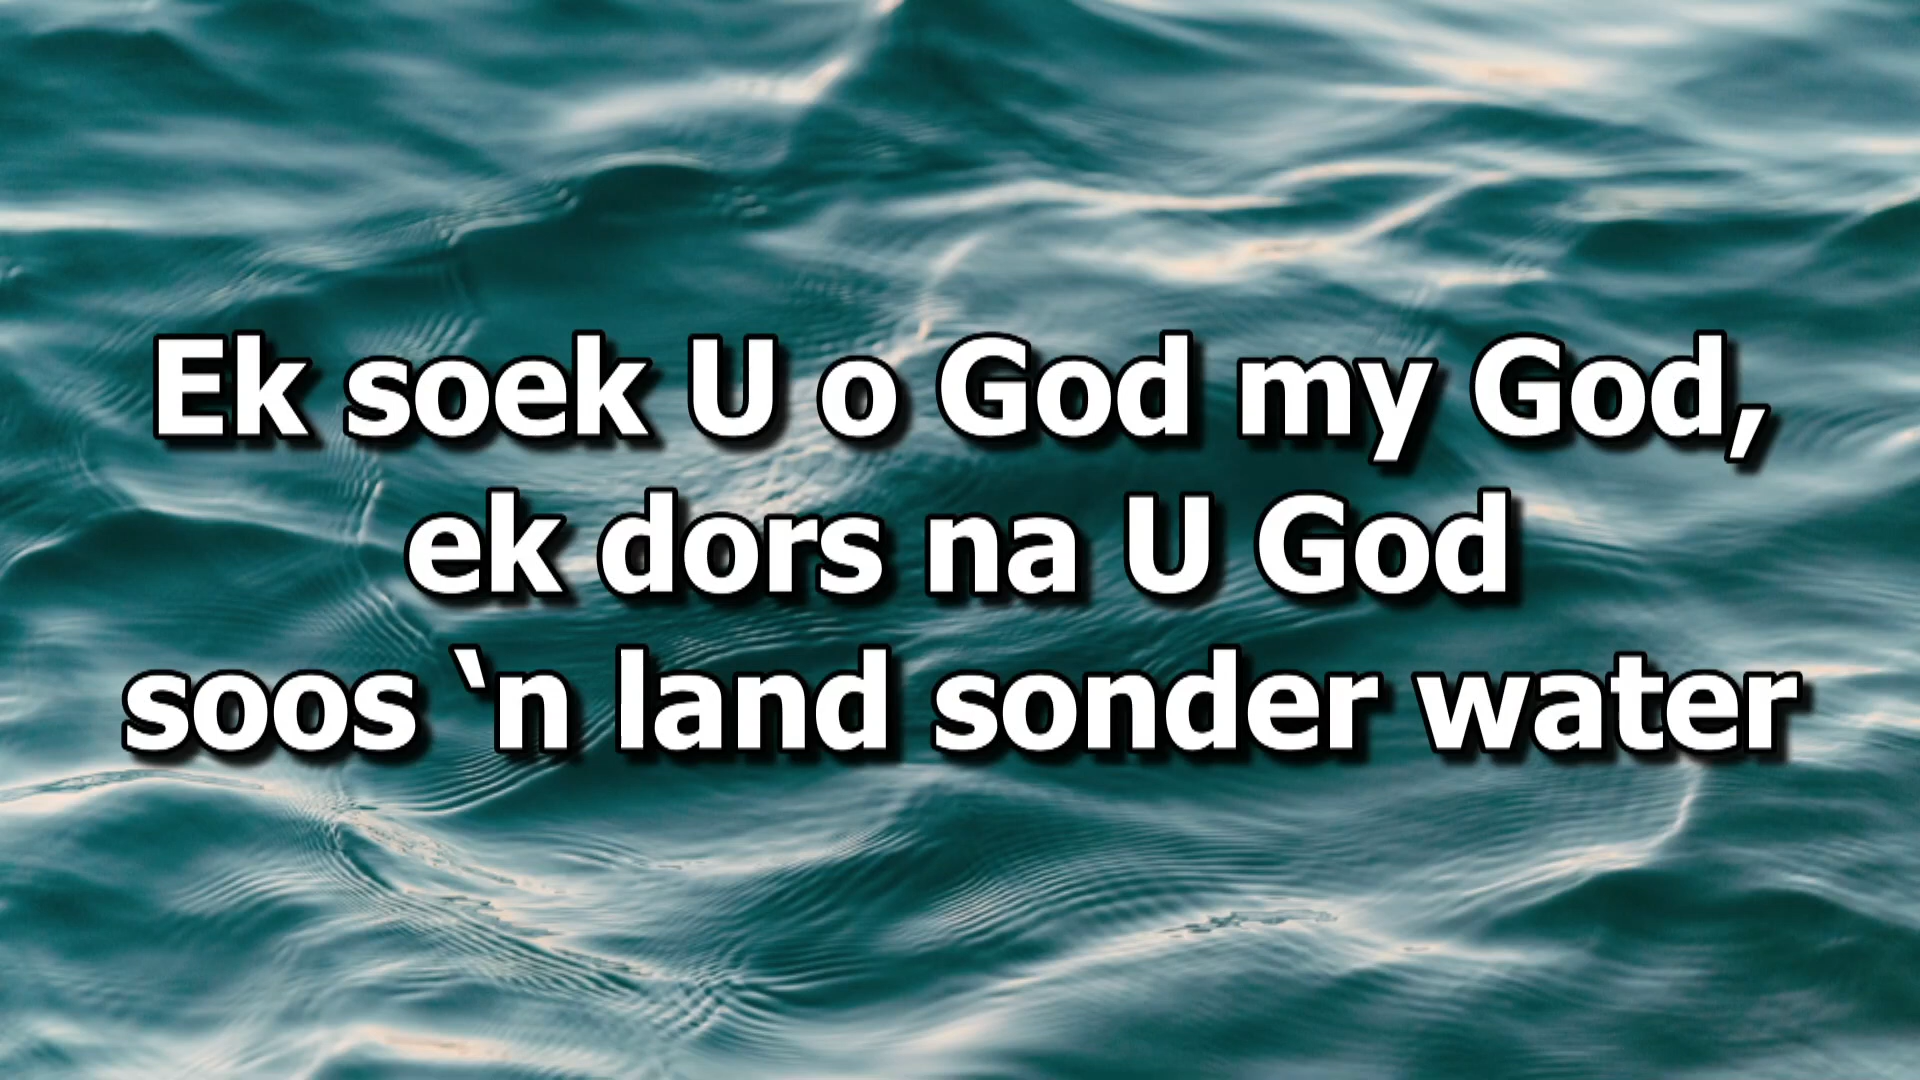 Ek soek U o God my God,
ek dors na U God
soos ‘n land sonder water